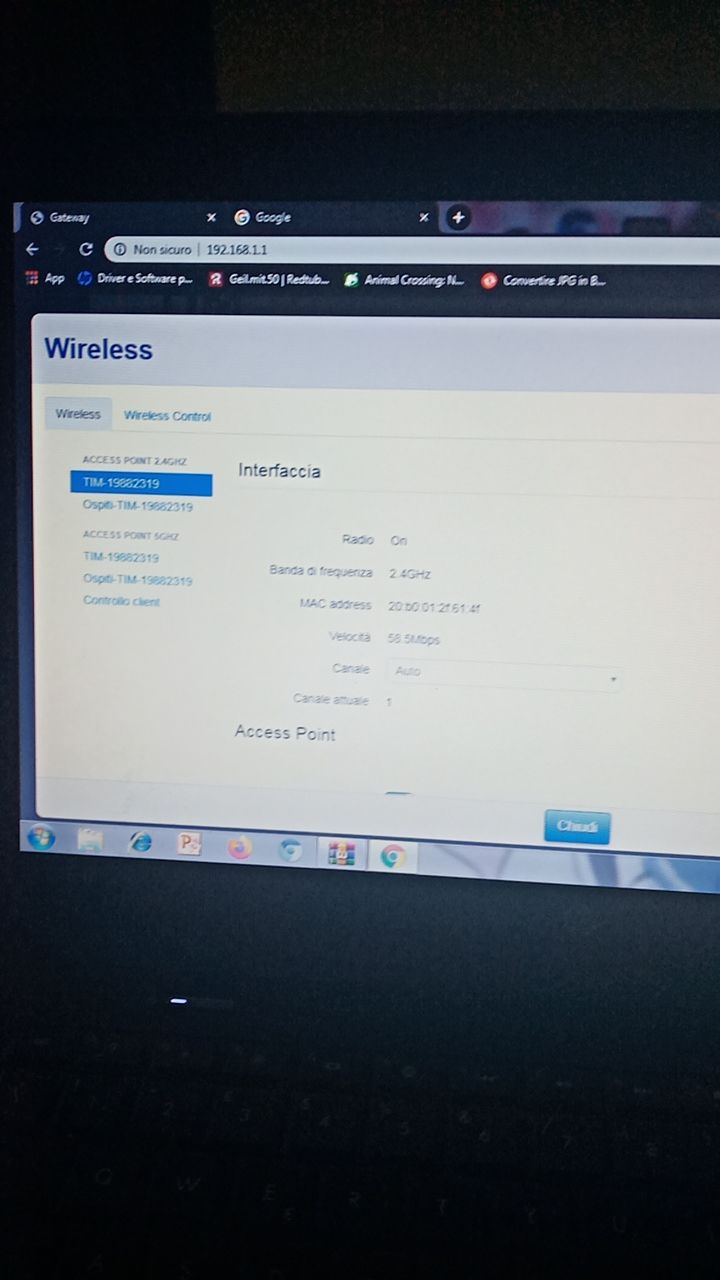 Gateway
Google
Non sicuro | 192.168.1.1
App
Driver e Software p...
Geil.mit.50 | Redtub...
Animal Crossing: N...
Convertire JPG in B...
Wireless
Wireless
Wireless Control
ACCESS POINT 2.4GHZ
TIM-19882319
Ospiti-TIM-19882319
ACCESS POINT 5GHZ
TIM-19882319
Ospiti-TIM-19882319
Controllo client
Interfaccia
Radio On
Banda di frequenza 2.4GHz
MAC address 20:b0:01:2f:61:4f
Velocità 58.5Mbps
Canale Auto
Canale attuale 1
Access Point
Chiudi